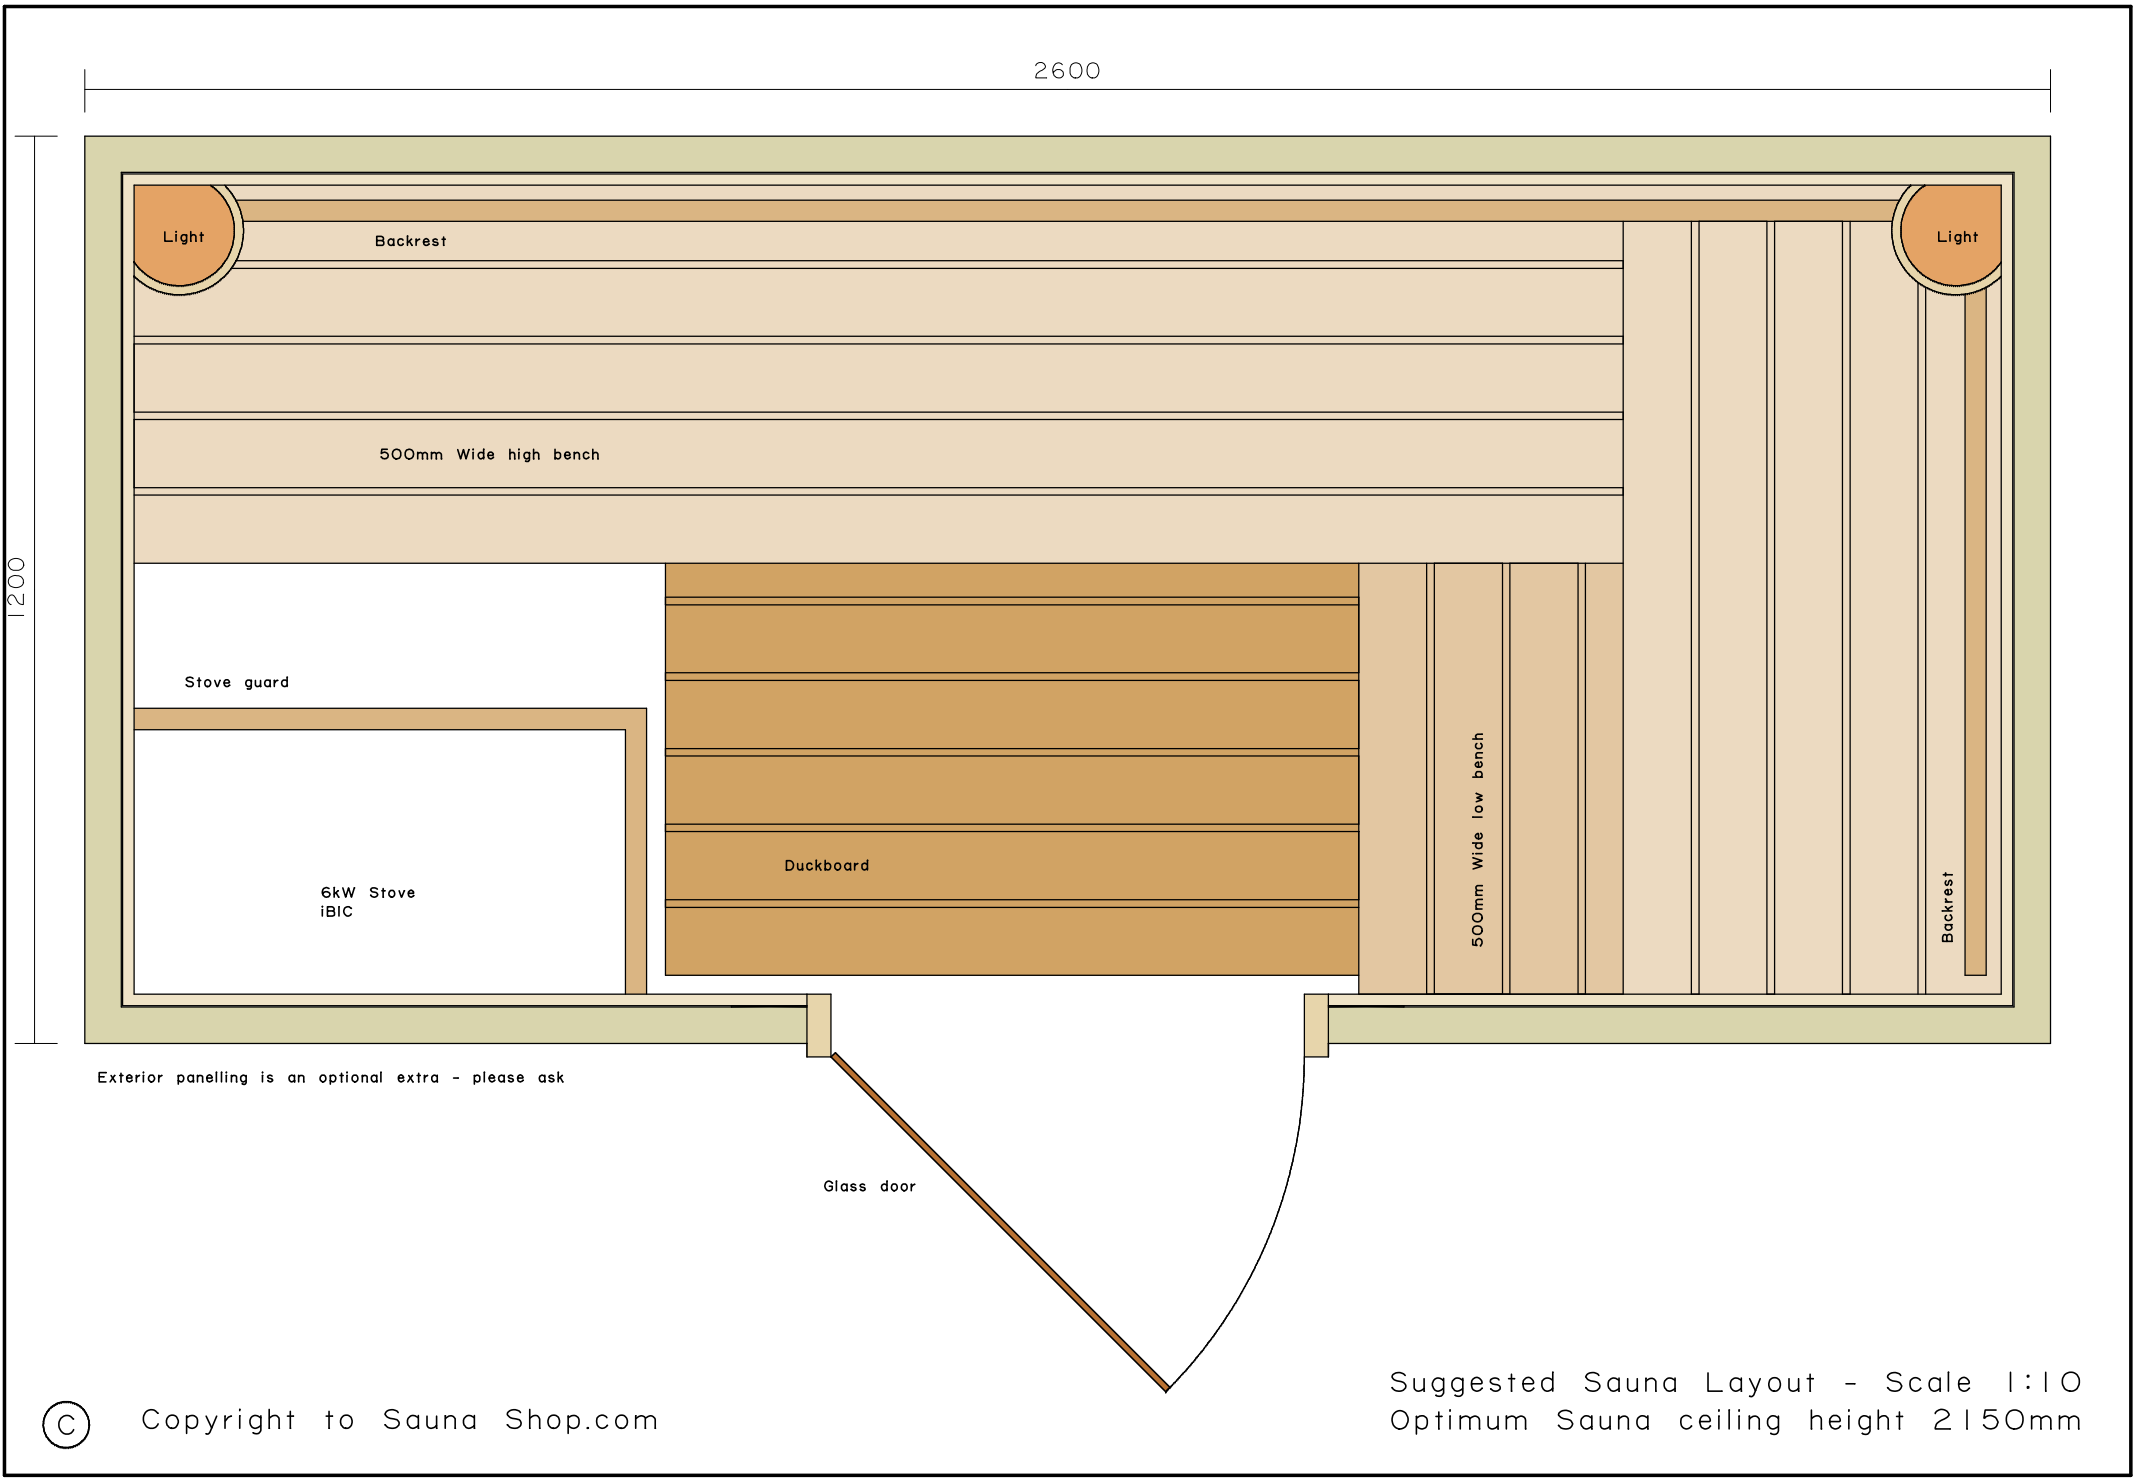 2600
Light
Light
Backrest
500mm Wide high bench
1200
Stove guard
500mm Wide low bench
Duckboard
6kW Stove
iBIC
Backrest
Exterior panelling is an optional extra - please ask
Glass door
Suggested Sauna Layout - Scale 1:10
C Copyright to Sauna Shop.com
Optimum Sauna ceiling height 2150mm